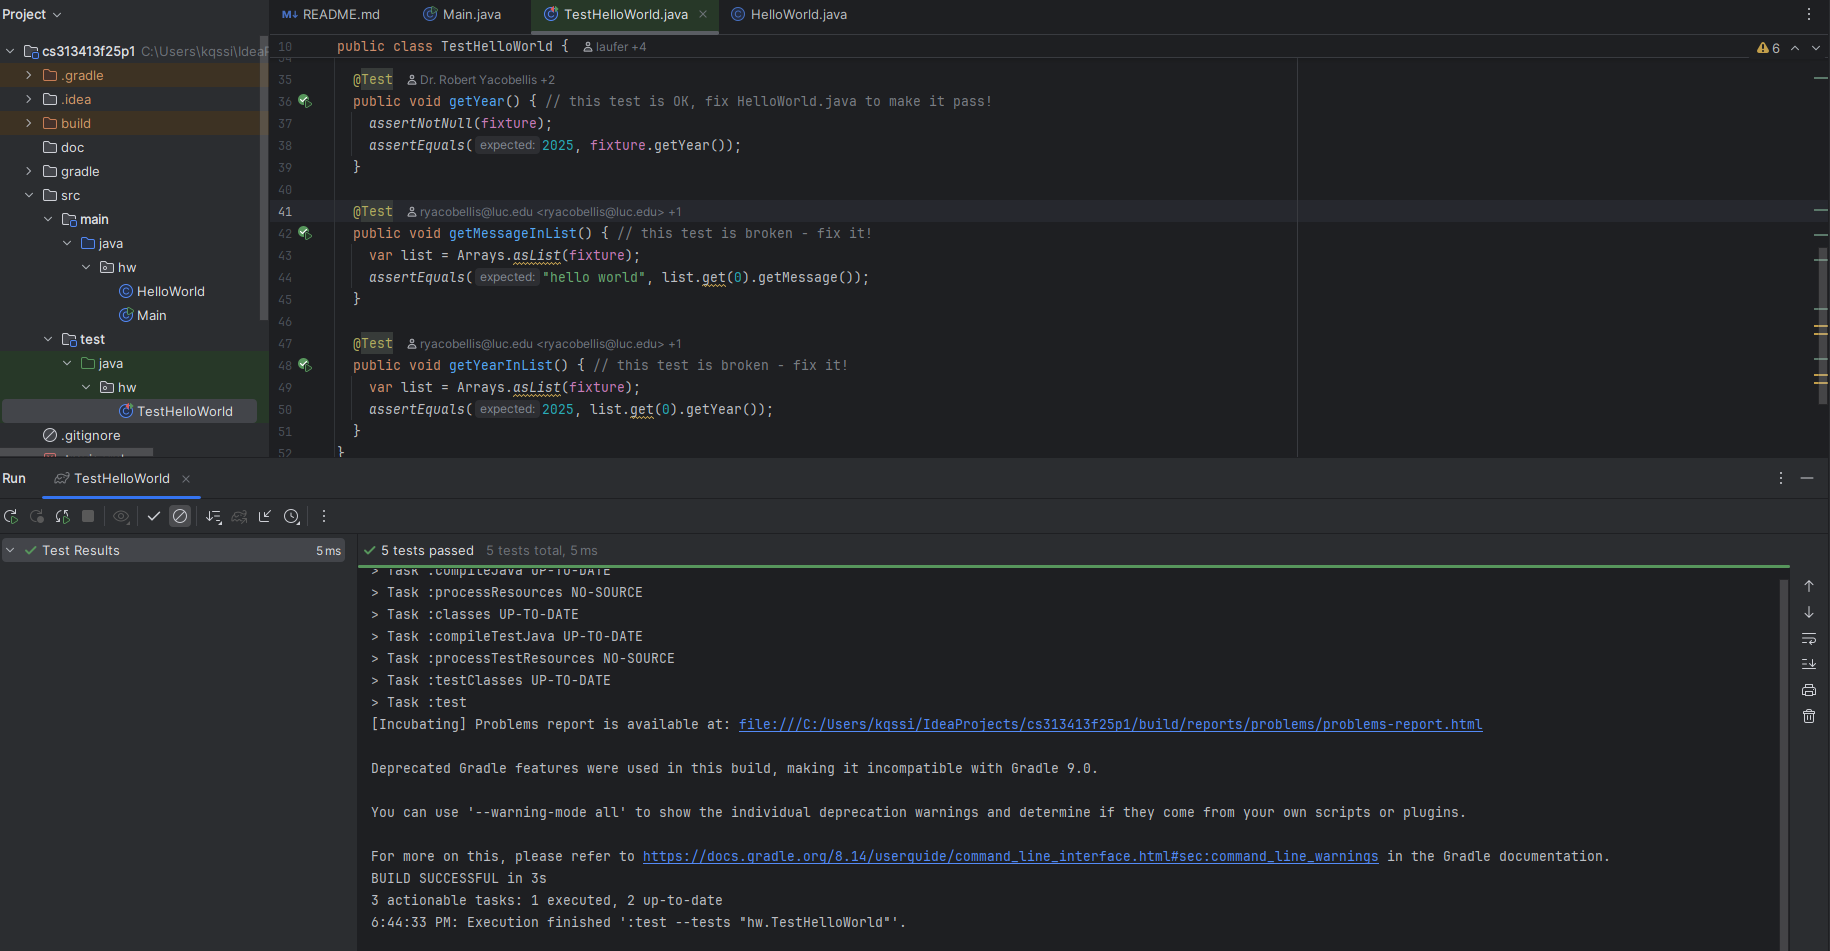 Project
README.md
Main.java
TestHelloWorld.java
HelloWorld.java
cs313413f25p1 C:\Users\kqssi\IdeaP
.gradle
.idea
build
doc
gradle
src
main
java
hw
HelloWorld
Main
test
java
hw
TestHelloWorld
.gitignore
10 public class TestHelloWorld { laufer +4
6
34
35 @Test Dr. Robert Yacobellis +2
36 public void getYear() { // this test is OK, fix HelloWorld.java to make it pass!
37 assertNotNull(fixture);
38 assertEquals( expected: 2025, fixture.getYear());
39 }
40
41 @Test ryacobellis@luc.edu <ryacobellis@luc.edu> +1
42 public void getMessageInList() { // this test is broken - fix it!
43 var list = Arrays.asList(fixture);
44 assertEquals( expected: "hello world", list.get(0).getMessage());
45 }
46
47 @Test ryacobellis@luc.edu <ryacobellis@luc.edu> +1
48 public void getYearInList() { // this test is broken - fix it!
49 var list = Arrays.asList(fixture);
50 assertEquals( expected: 2025, list.get(0).getYear());
51 }
52 }
Run TestHelloWorld
Test Results 5 ms
5 tests passed 5 tests total, 5 ms
> Task :compileJava UP-TO-DATE
> Task :processResources NO-SOURCE
> Task :classes UP-TO-DATE
> Task :compileTestJava UP-TO-DATE
> Task :processTestResources NO-SOURCE
> Task :testClasses UP-TO-DATE
> Task :test
[Incubating] Problems report is available at: file:///C:/Users/kqssi/IdeaProjects/cs313413f25p1/build/reports/problems/problems-report.html
Deprecated Gradle features were used in this build, making it incompatible with Gradle 9.0.
You can use '--warning-mode all' to show the individual deprecation warnings and determine if they come from your own scripts or plugins.
For more on this, please refer to https://docs.gradle.org/8.14/userguide/command_line_interface.html#sec:command_line_warnings in the Gradle documentation.
BUILD SUCCESSFUL in 3s
3 actionable tasks: 1 executed, 2 up-to-date
6:44:33 PM: Execution finished ':test --tests "hw.TestHelloWorld"'.